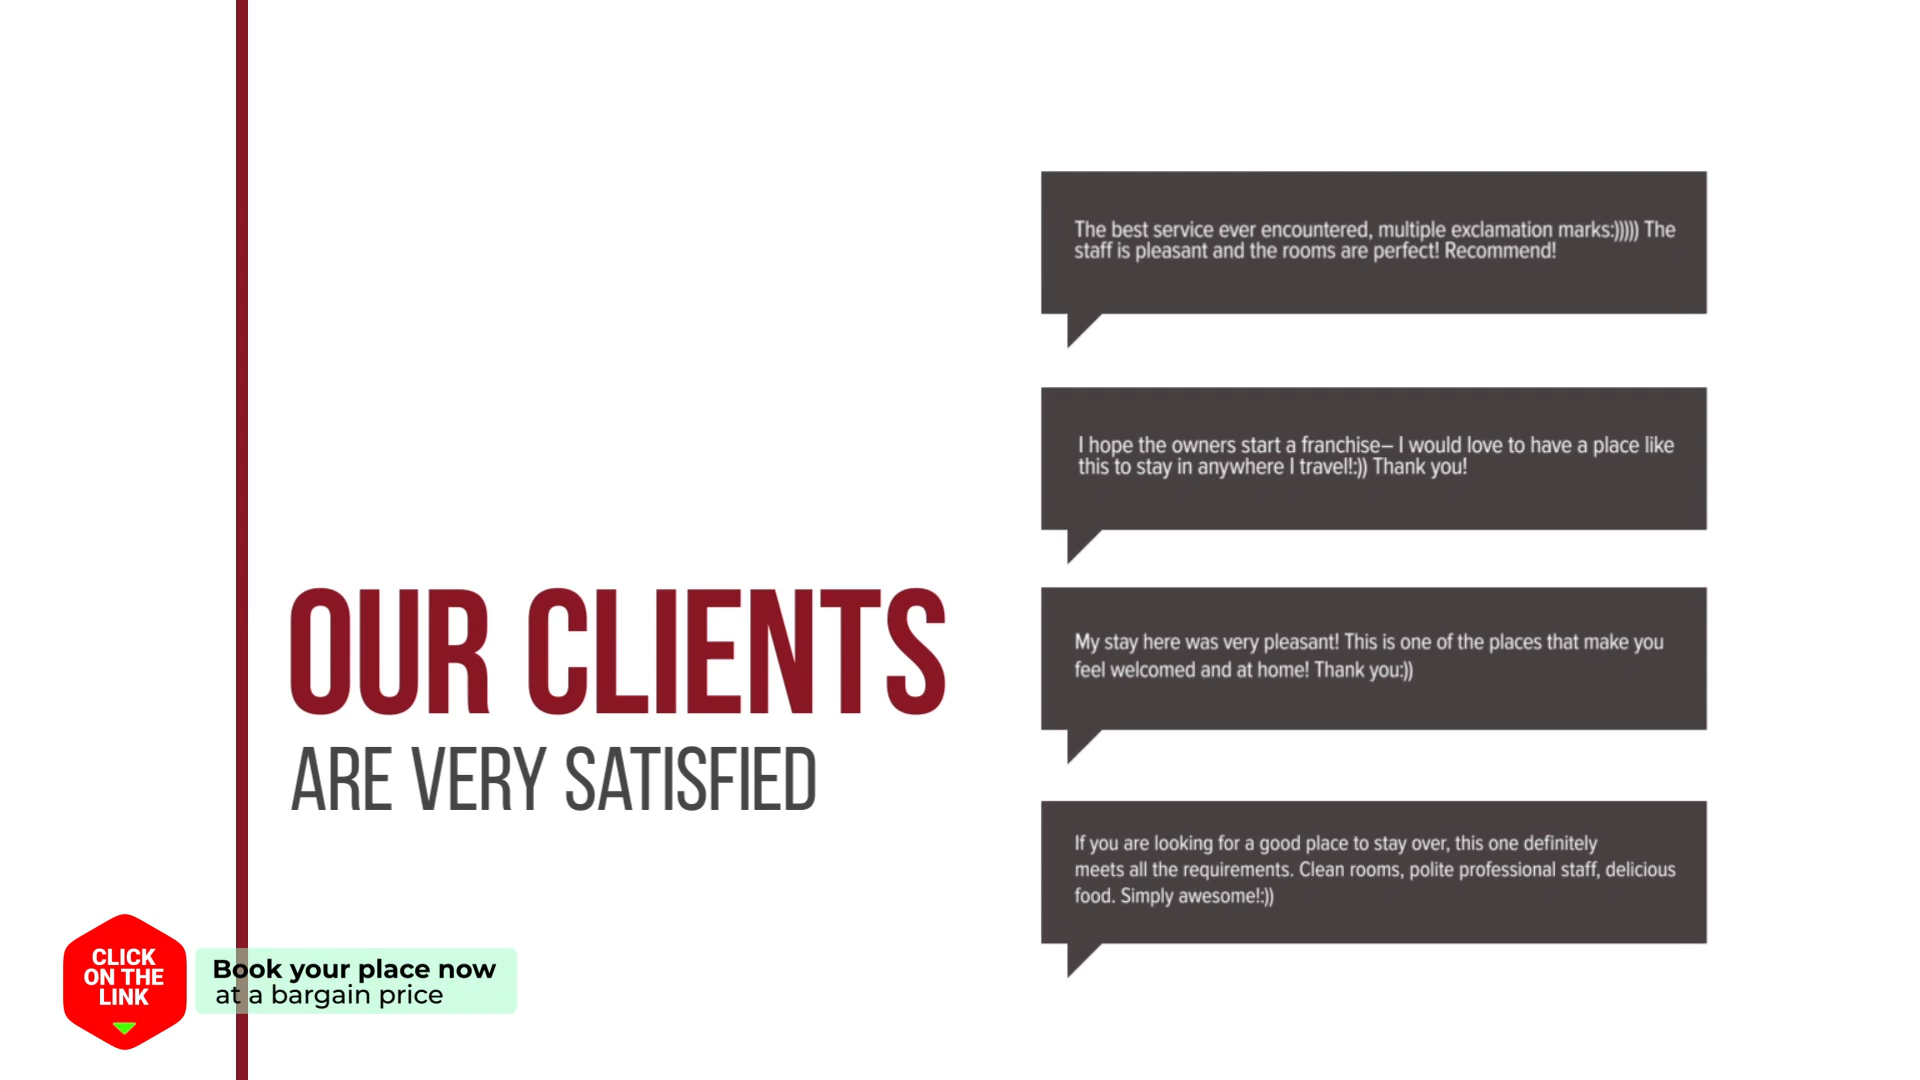 The best service ever encountered, multiple exclamation marks:))))) The
staff is pleasant and the rooms are perfect! Recommend!
I hope the owners start a franchise– I would love to have a place like
this to stay in anywhere I travel!:)) Thank you!
My stay here was very pleasant! This is one of the places that make you
feel welcomed and at home! Thank you:))
If you are looking for a good place to stay over, this one definitely
meets all the requirements. Clean rooms, polite professional staff, delicious
food. Simply awesome!:))
OUR CLIENTS
ARE VERY SATISFIED
CLICK
ON THE
LINK
Book your place now
at a bargain price